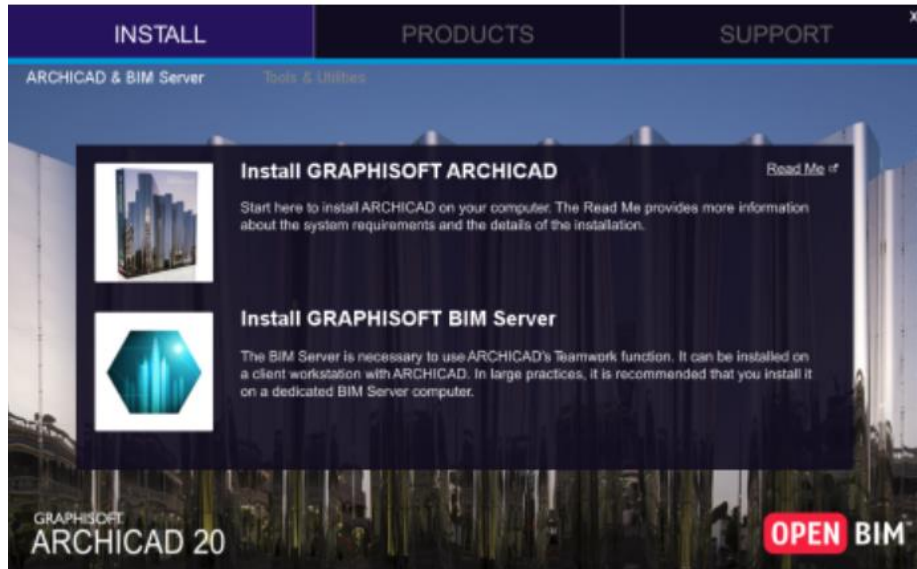 INSTALL
PRODUCTS
SUPPORT
X
ARCHICAD & BIM Server
Tools & Utilities
Install GRAPHISOFT ARCHICAD
Read Me
Start here to install ARCHICAD on your computer. The Read Me provides more information
about the system requirements and the details of the installation.
Install GRAPHISOFT BIM Server
The BIM Server is necessary to use ARCHICAD's Teamwork function. It can be installed on
a client workstation with ARCHICAD. In large practices, it is recommended that you install it
on a dedicated BIM Server computer.
GRAPHISOFT
ARCHICAD 20
OPEN BIM